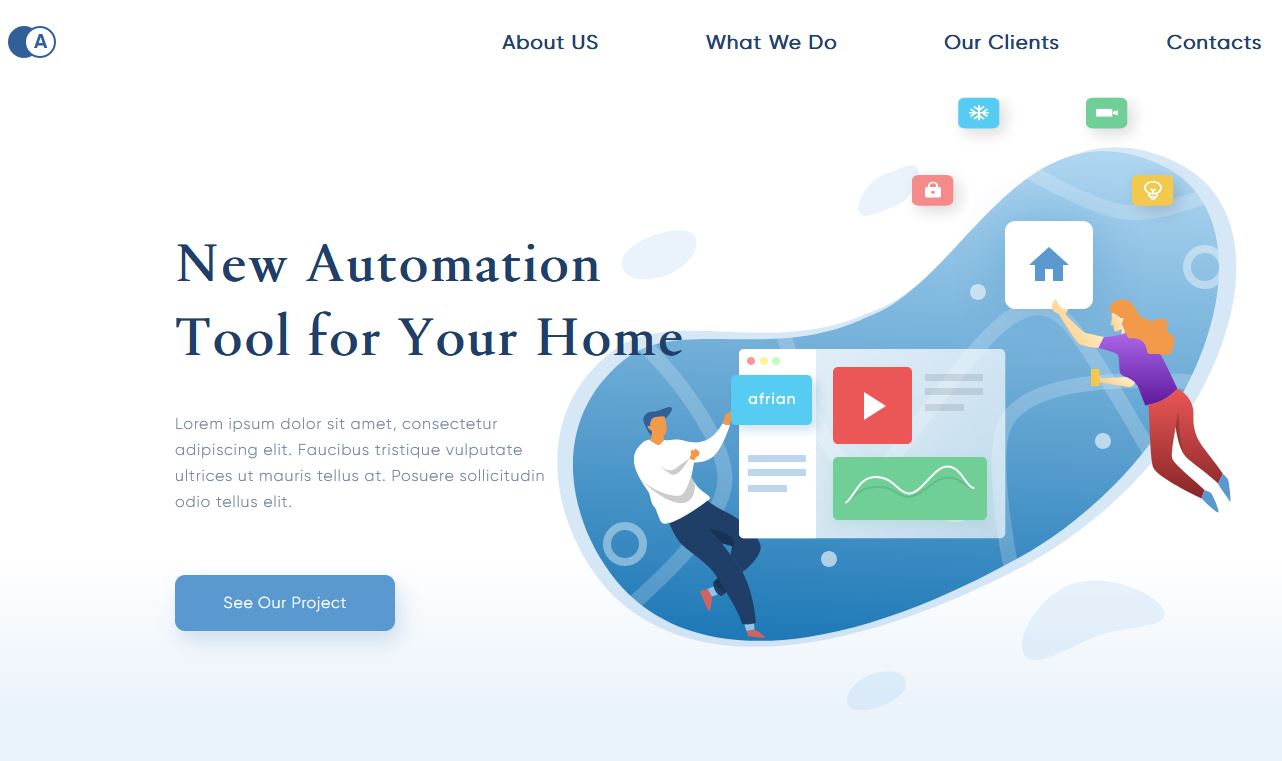 A
About US
What We Do
Our Clients
Contacts
New Automation
Tool for Your Home
Lorem ipsum dolor sit amet, consectetur
adipiscing elit. Faucibus tristique vulputate
ultrices ut mauris tellus at. Posuere sollicitudin
odio tellus elit.
See Our Project
afrian